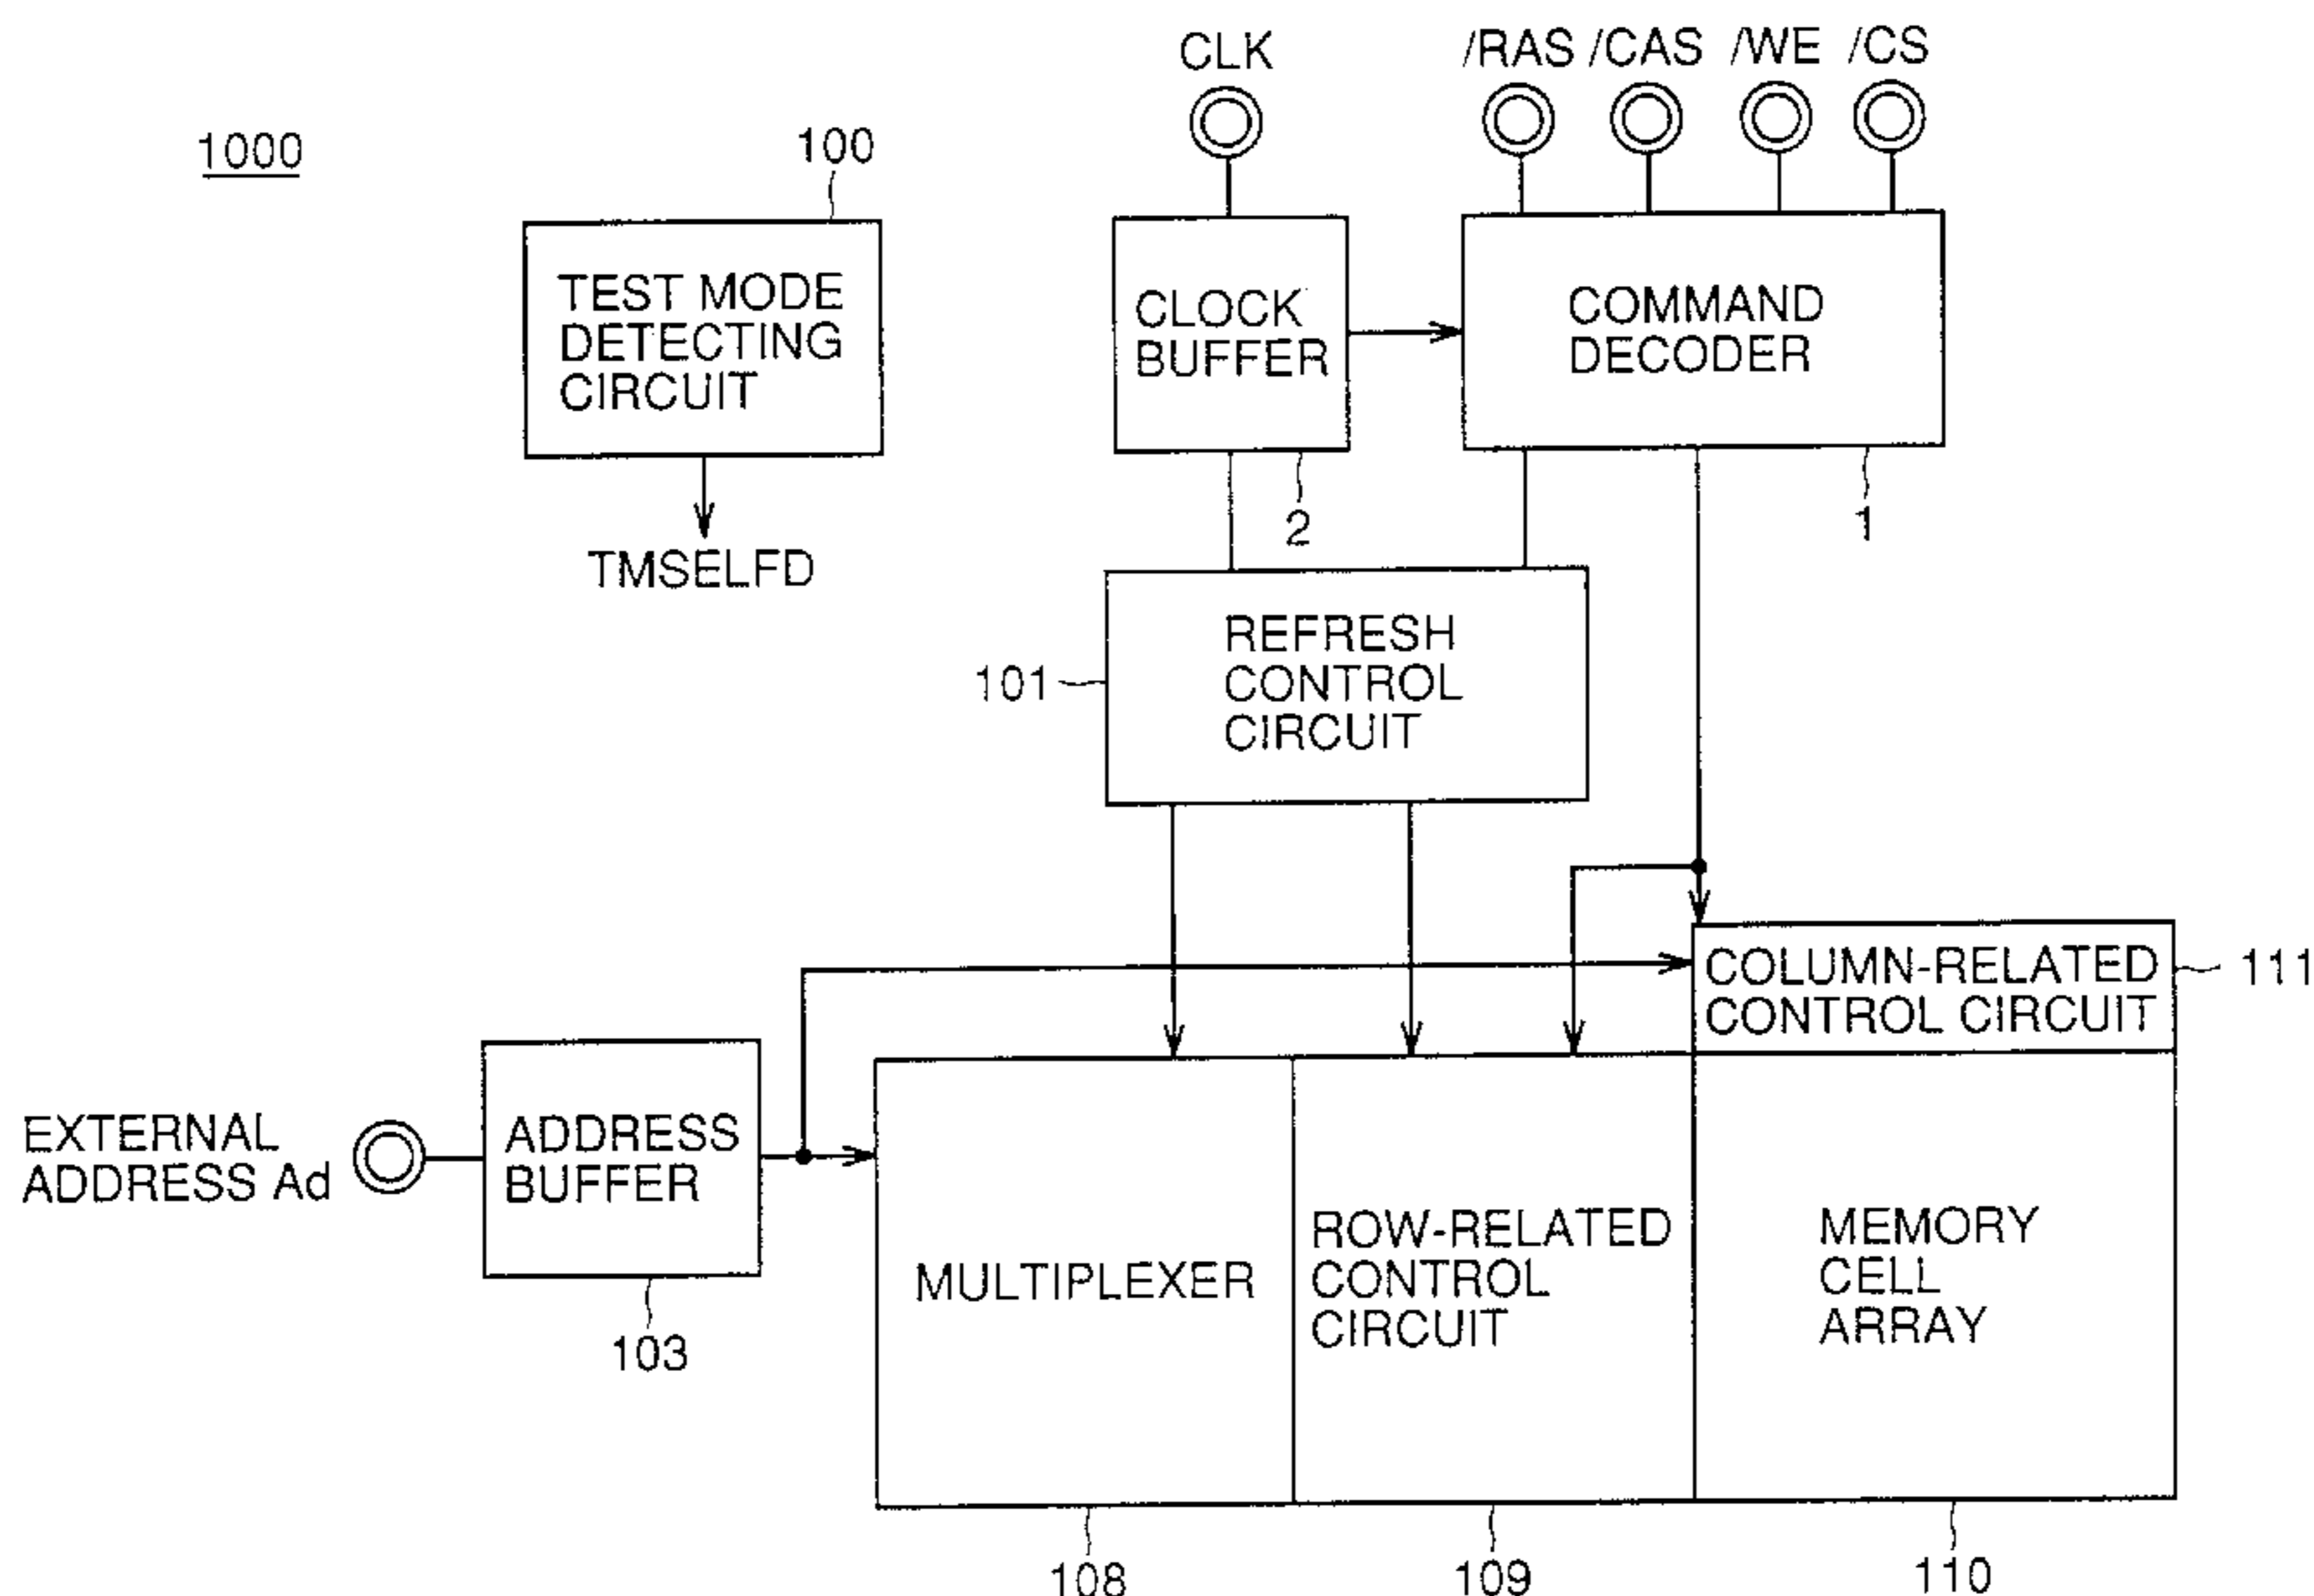 CLK
/RAS /CAS /WE /CS
1000
100
TEST MODE
DETECTING
CIRCUIT
CLOCK
BUFFER
COMMAND
DECODER
2
1
TMSELFD
REFRESH
CONTROL
CIRCUIT
101
COLUMN-RELATED
CONTROL CIRCUIT
111
EXTERNAL
ADDRESS Ad
ADDRESS
BUFFER
103
MULTIPLEXER
ROW-RELATED
CONTROL
CIRCUIT
MEMORY
CELL
ARRAY
108
109
110